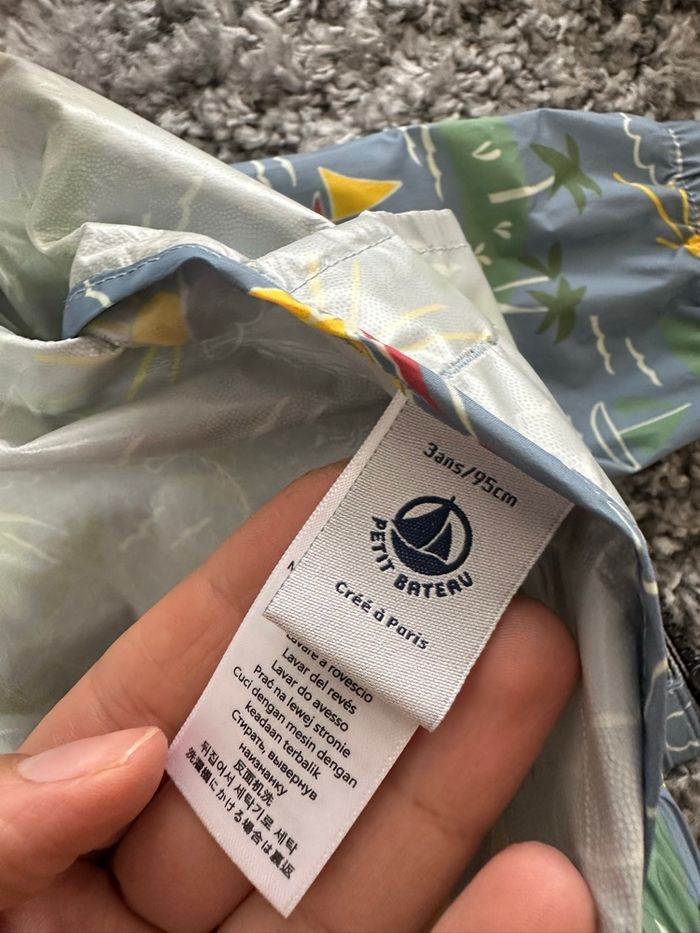 3ans/95cm
PETIT BATEAU
Créé à Paris
Lavare a rovescio
Lavar del revés
Lavar do avesso
Prać na lewej stronie
Cuci dengan mesin dengan
keadaan terbalik
Стирать, вывернув
наизнанку
뒤집어서 세탁기로 세탁
反面机洗
洗濯機にかける場合は裏返